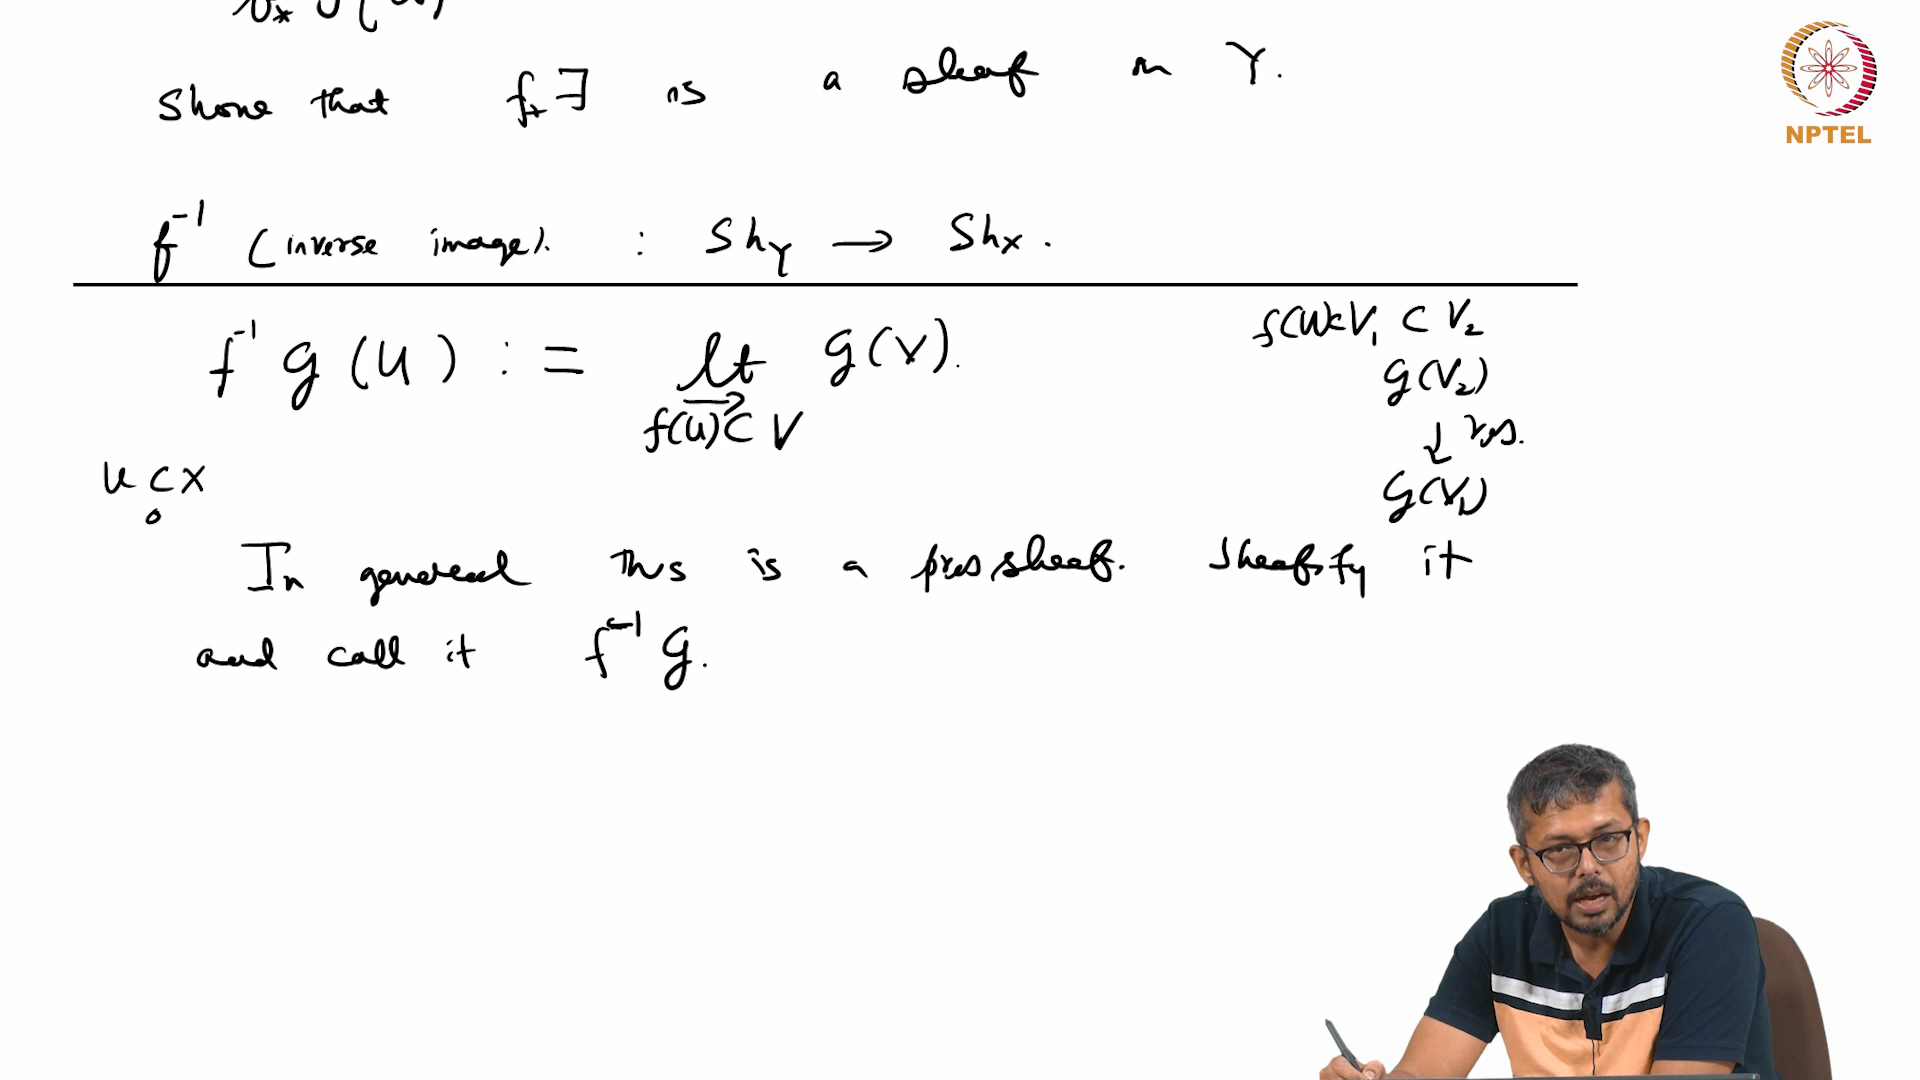 Show that f_* ℱ is a sheaf on Y.
NPTEL
f^{-1} (inverse image). : Sh_Y → Sh_X.
f^{-1} G (U) := lt G(V).
→
f(U) ⊂ V
f(U) ⊂ V_1 ⊂ V_2
G(V_2)
↓ res.
G(V_1)
U ⊂ X
o
In general this is a presheaf. Sheafify it
and call it f^{-1} G.